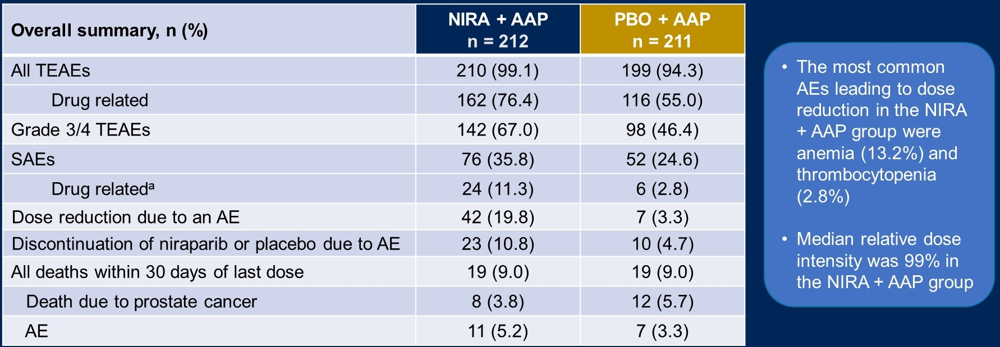 Overall summary, n (%)
NIRA + AAP
n = 212
PBO + AAP
n = 211
All TEAEs 210 (99.1) 199 (94.3)
Drug related 162 (76.4) 116 (55.0)
Grade 3/4 TEAEs 142 (67.0) 98 (46.4)
SAEs 76 (35.8) 52 (24.6)
Drug relatedᵃ 24 (11.3) 6 (2.8)
Dose reduction due to an AE 42 (19.8) 7 (3.3)
Discontinuation of niraparib or placebo due to AE 23 (10.8) 10 (4.7)
All deaths within 30 days of last dose 19 (9.0) 19 (9.0)
Death due to prostate cancer 8 (3.8) 12 (5.7)
AE 11 (5.2) 7 (3.3)
• The most common
AEs leading to dose
reduction in the NIRA
+ AAP group were
anemia (13.2%) and
thrombocytopenia
(2.8%)
• Median relative dose
intensity was 99% in
the NIRA + AAP group